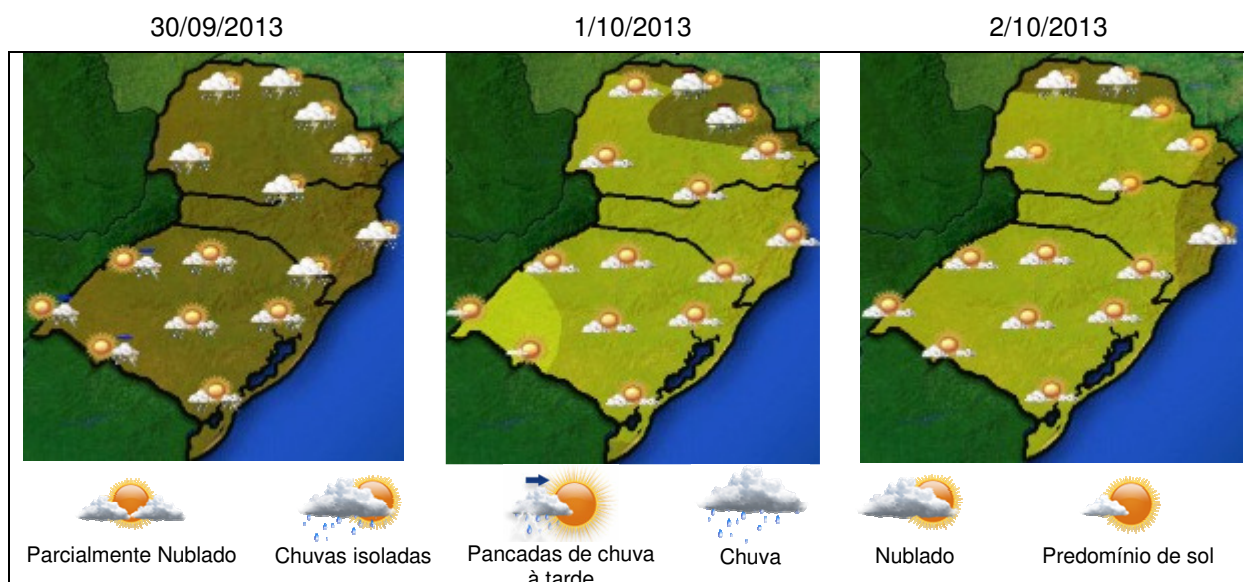 30/09/2013 1/10/2013 2/10/2013
Parcialmente Nublado Chuvas isoladas Pancadas de chuva Chuva Nublado Predomínio de sol
à tarde